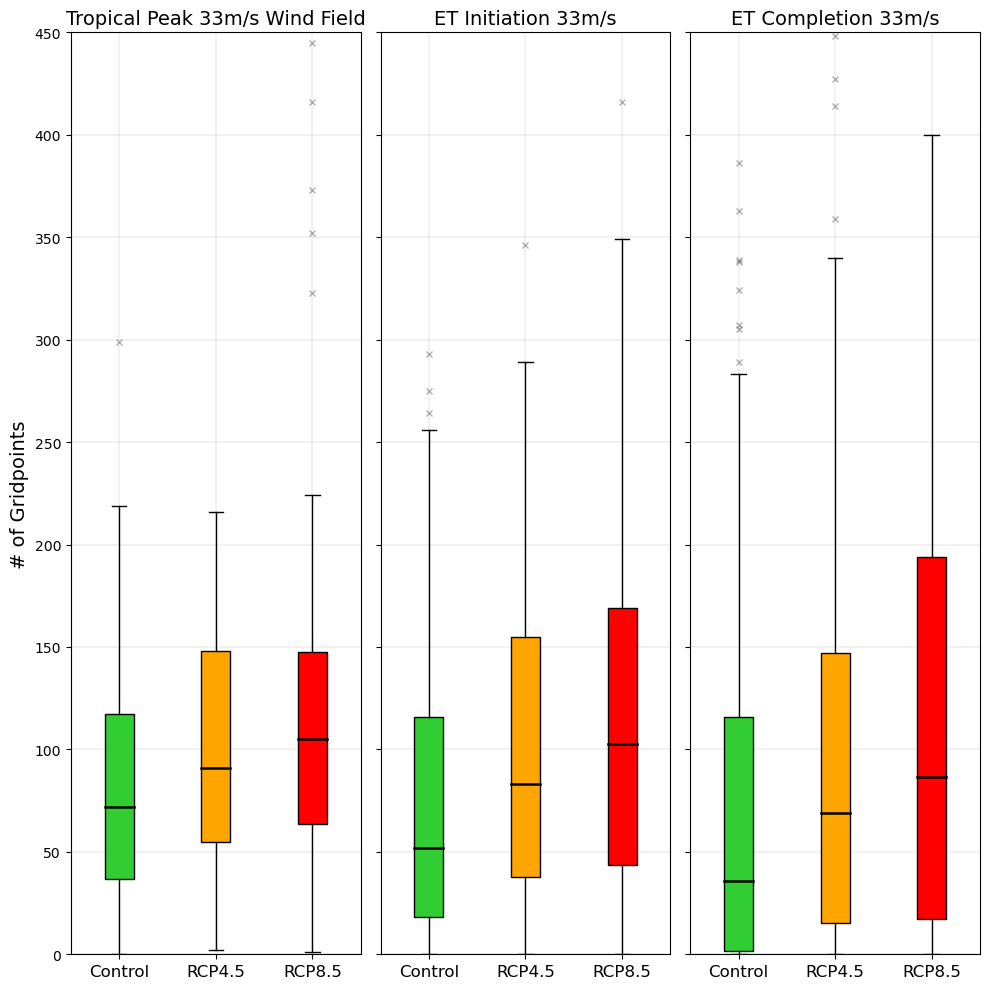 Tropical Peak 33m/s Wind Field
ET Initiation 33m/s
ET Completion 33m/s
# of Gridpoints
450
400
350
300
250
200
150
100
50
0
Control RCP4.5 RCP8.5
Control RCP4.5 RCP8.5
Control RCP4.5 RCP8.5